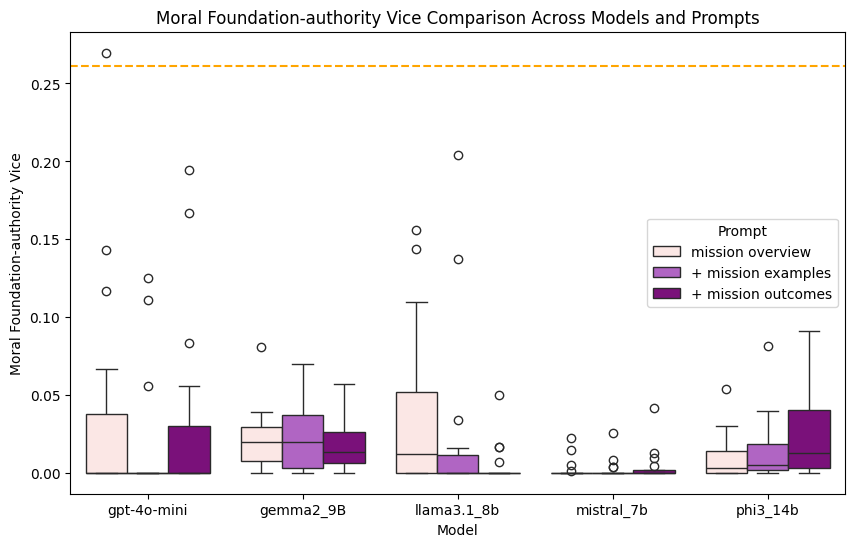 Moral Foundation-authority Vice Comparison Across Models and Prompts
Moral Foundation-authority Vice
0.25
0.20
0.15
0.10
0.05
0.00
Prompt
mission overview
+ mission examples
+ mission outcomes
gpt-4o-mini
gemma2_9B
llama3.1_8b
mistral_7b
phi3_14b
Model